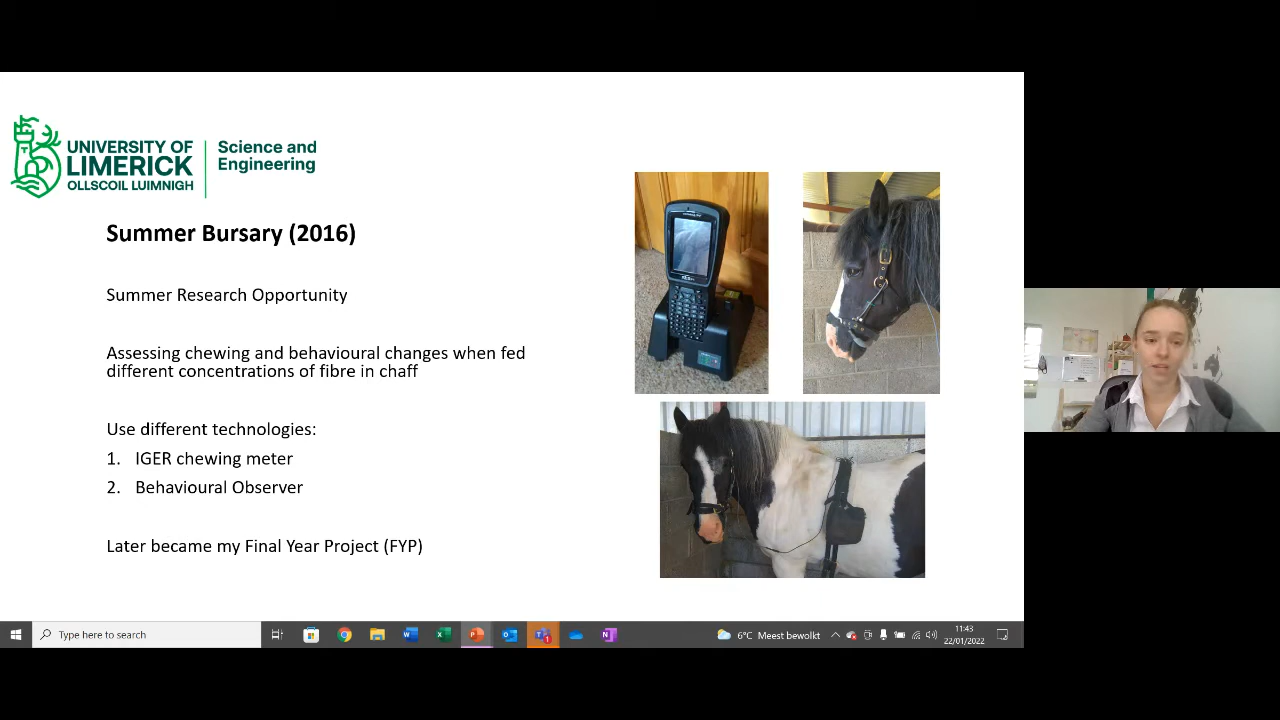 UNIVERSITY OF
LIMERICK
OLLSCOIL LUIMNIGH
Science and
Engineering
Summer Bursary (2016)
Summer Research Opportunity
Assessing chewing and behavioural changes when fed
different concentrations of fibre in chaff
Use different technologies:
1. IGER chewing meter
2. Behavioural Observer
Later became my Final Year Project (FYP)
Type here to search
6°C Meest bewolkt
11:43
22/01/2022